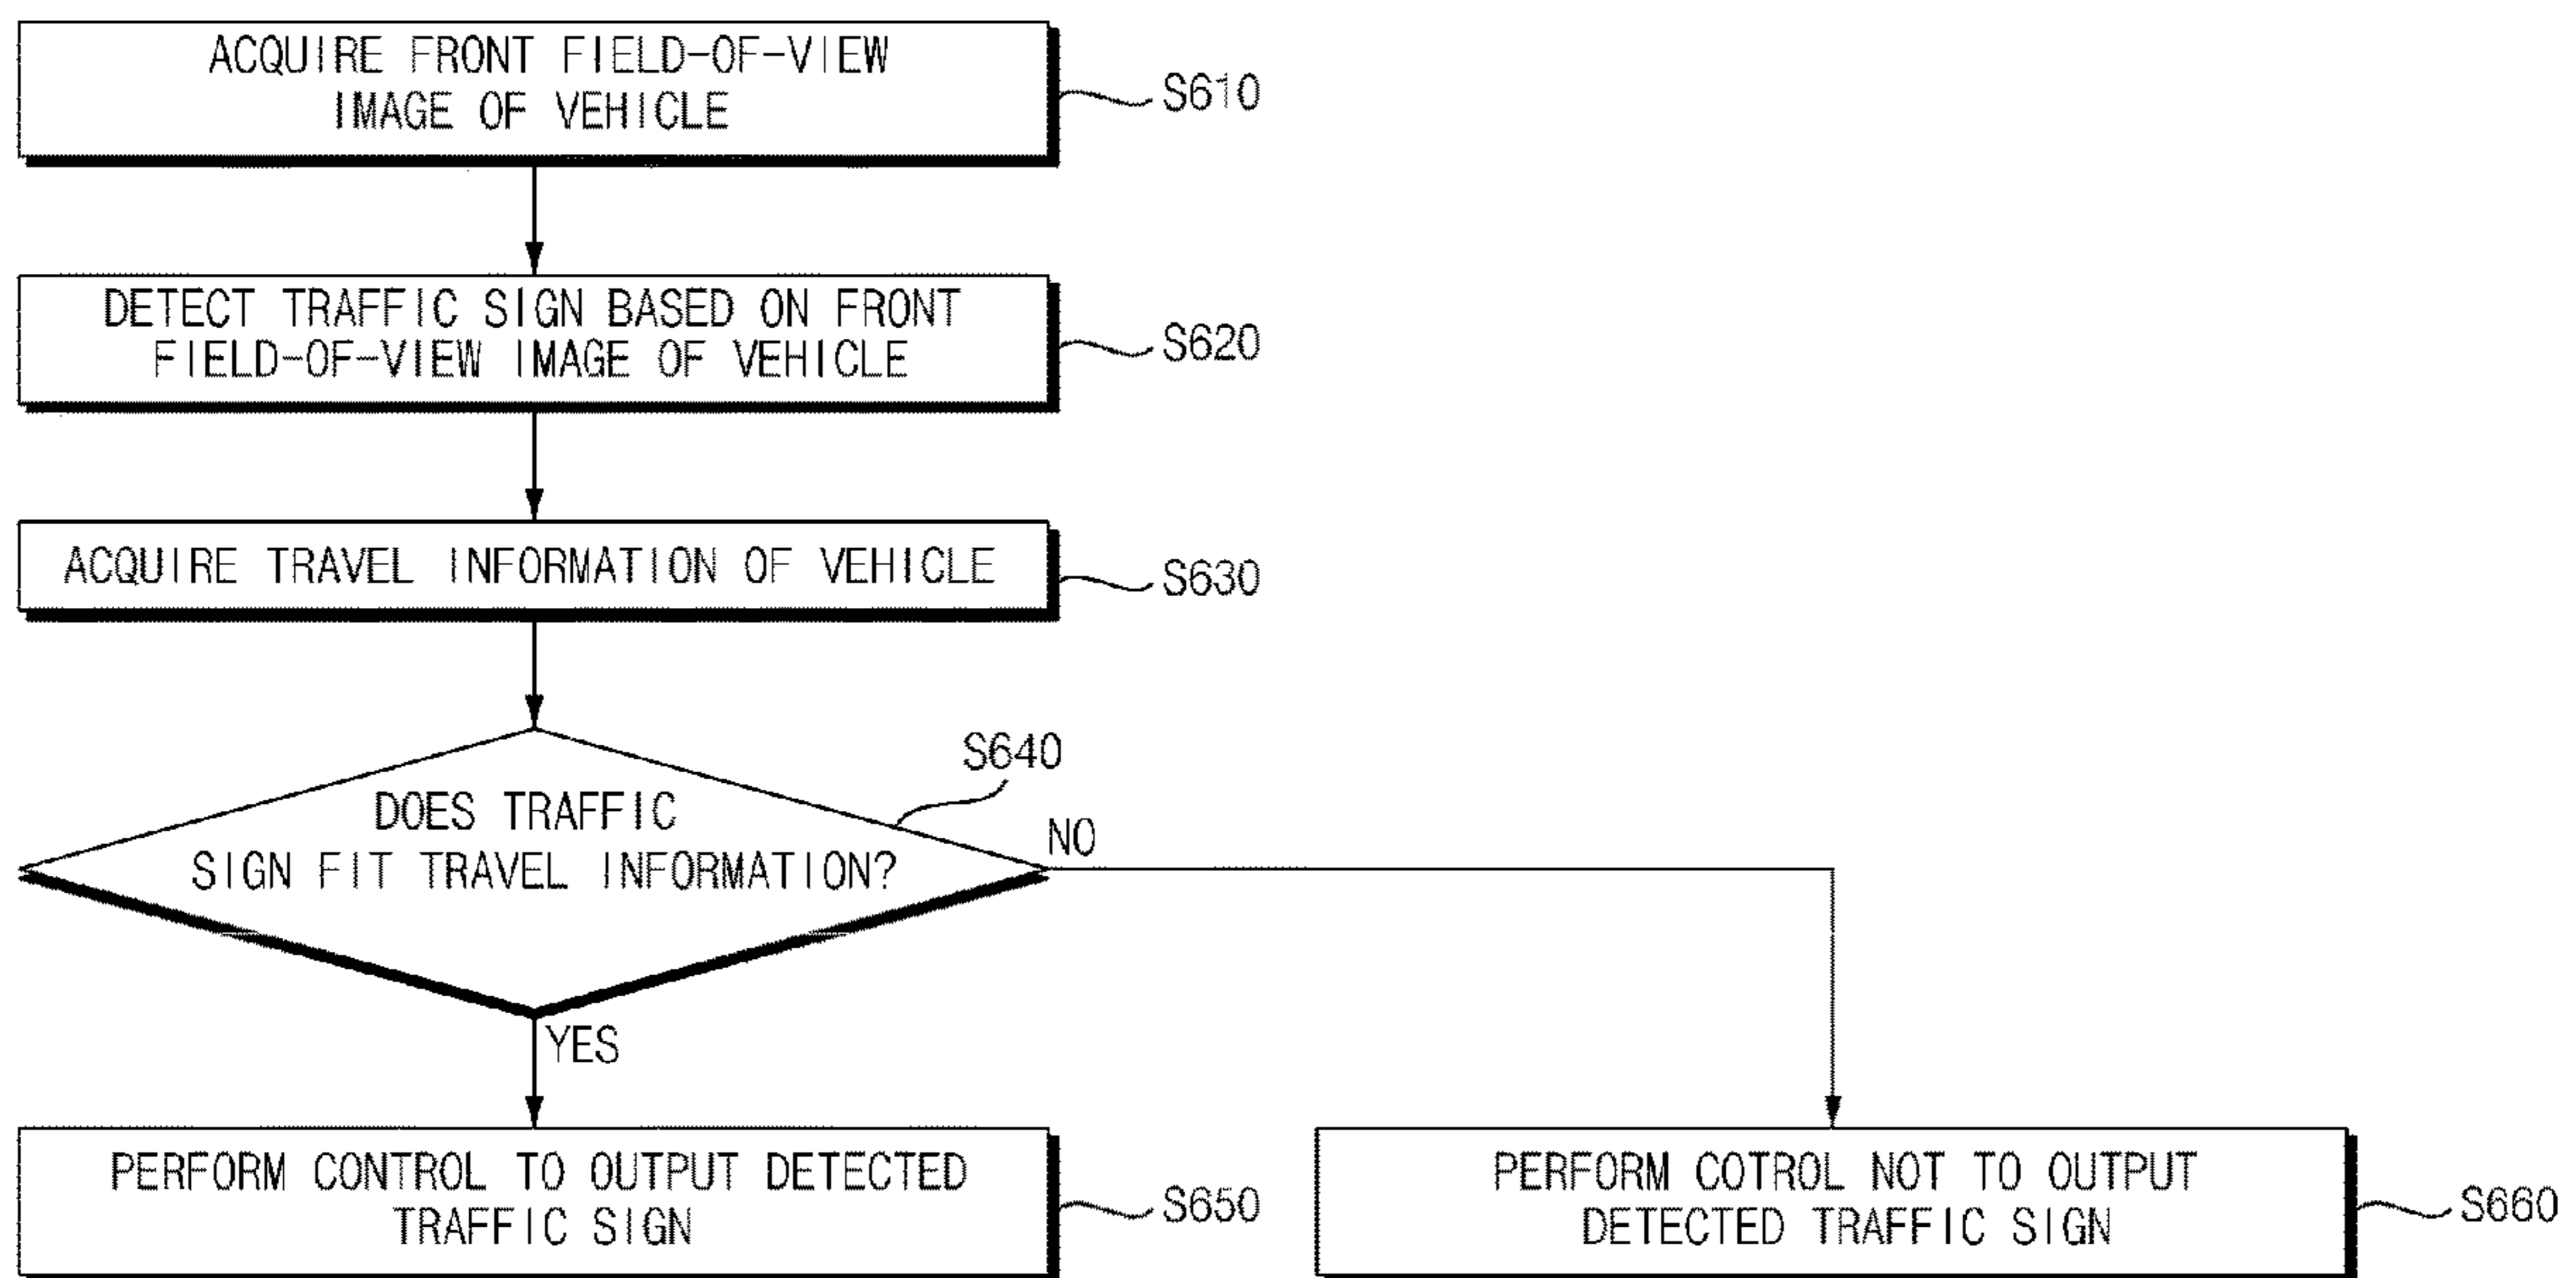 ACQUIRE FRONT FIELD-OF-VIEW
IMAGE OF VEHICLE
S610
DETECT TRAFFIC SIGN BASED ON FRONT
FIELD-OF-VIEW IMAGE OF VEHICLE
S620
ACQUIRE TRAVEL INFORMATION OF VEHICLE
S630
S640
DOES TRAFFIC
SIGN FIT TRAVEL INFORMATION?
NO
YES
PERFORM CONTROL TO OUTPUT DETECTED
TRAFFIC SIGN
S650
PERFORM COTROL NOT TO OUTPUT
DETECTED TRAFFIC SIGN
S660